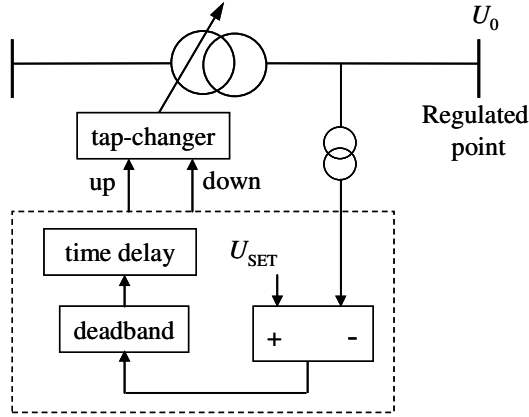 U0
Regulated
point
tap-changer
up
down
time delay
USET
deadband
+
-